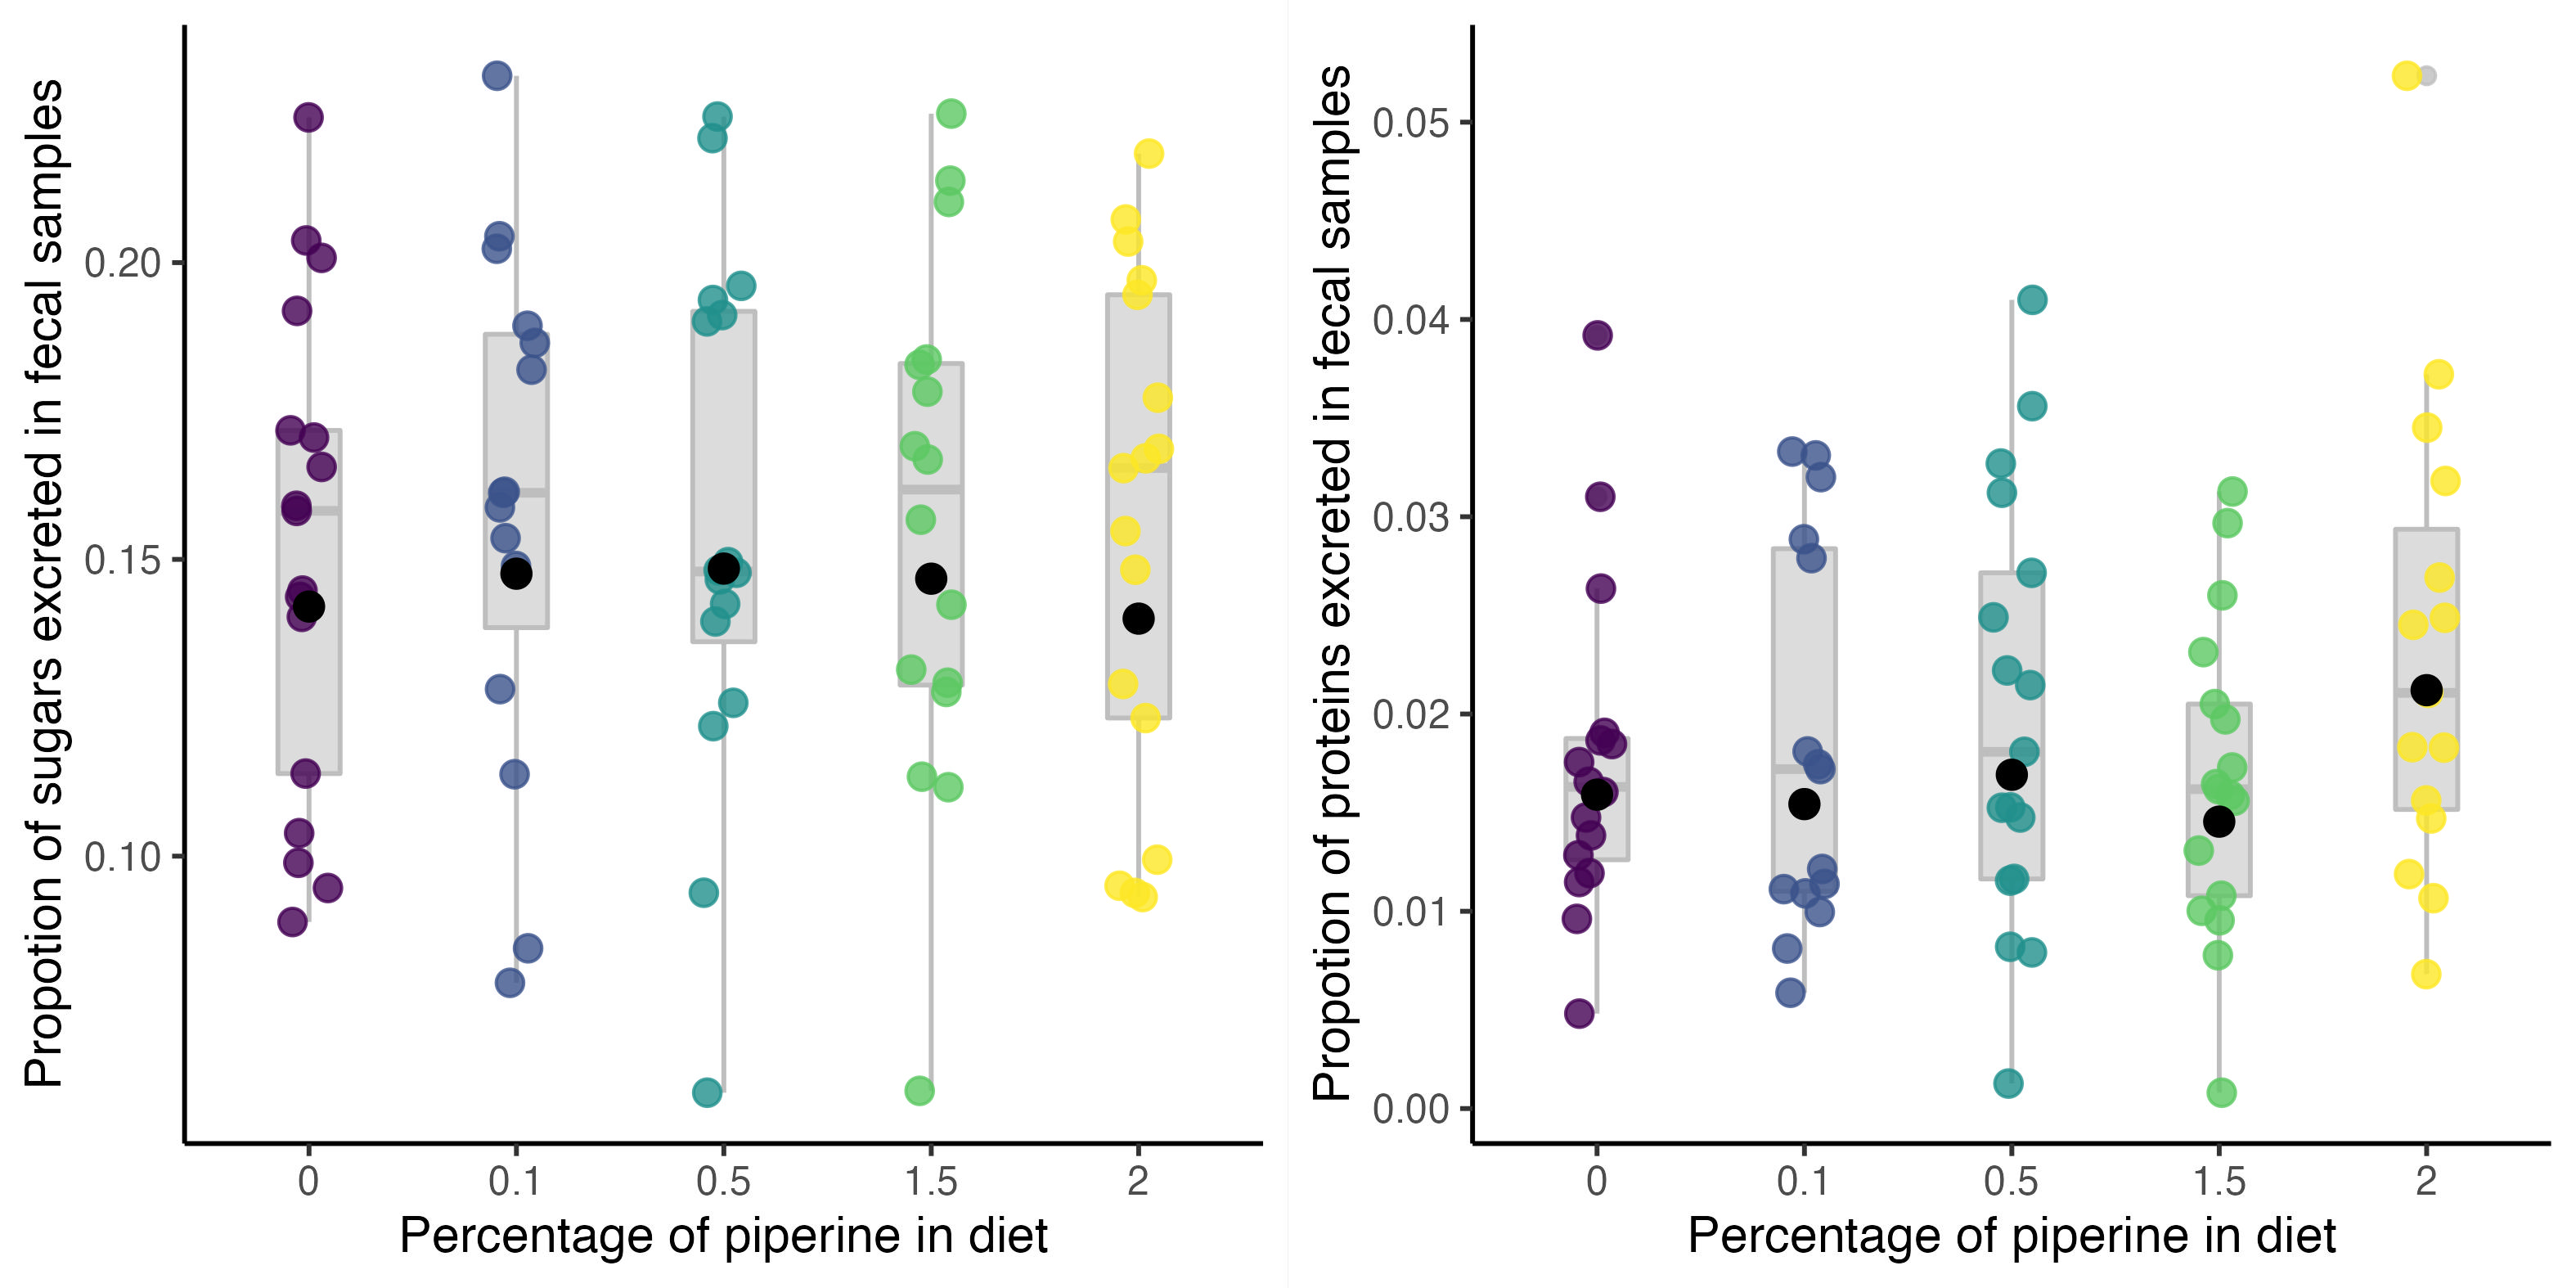 Propotion of sugars excreted in fecal samples
0.20
0.15
0.10
0 0.1 0.5 1.5 2
Percentage of piperine in diet
Propotion of proteins excreted in fecal samples
0.05
0.04
0.03
0.02
0.01
0.00
0 0.1 0.5 1.5 2
Percentage of piperine in diet